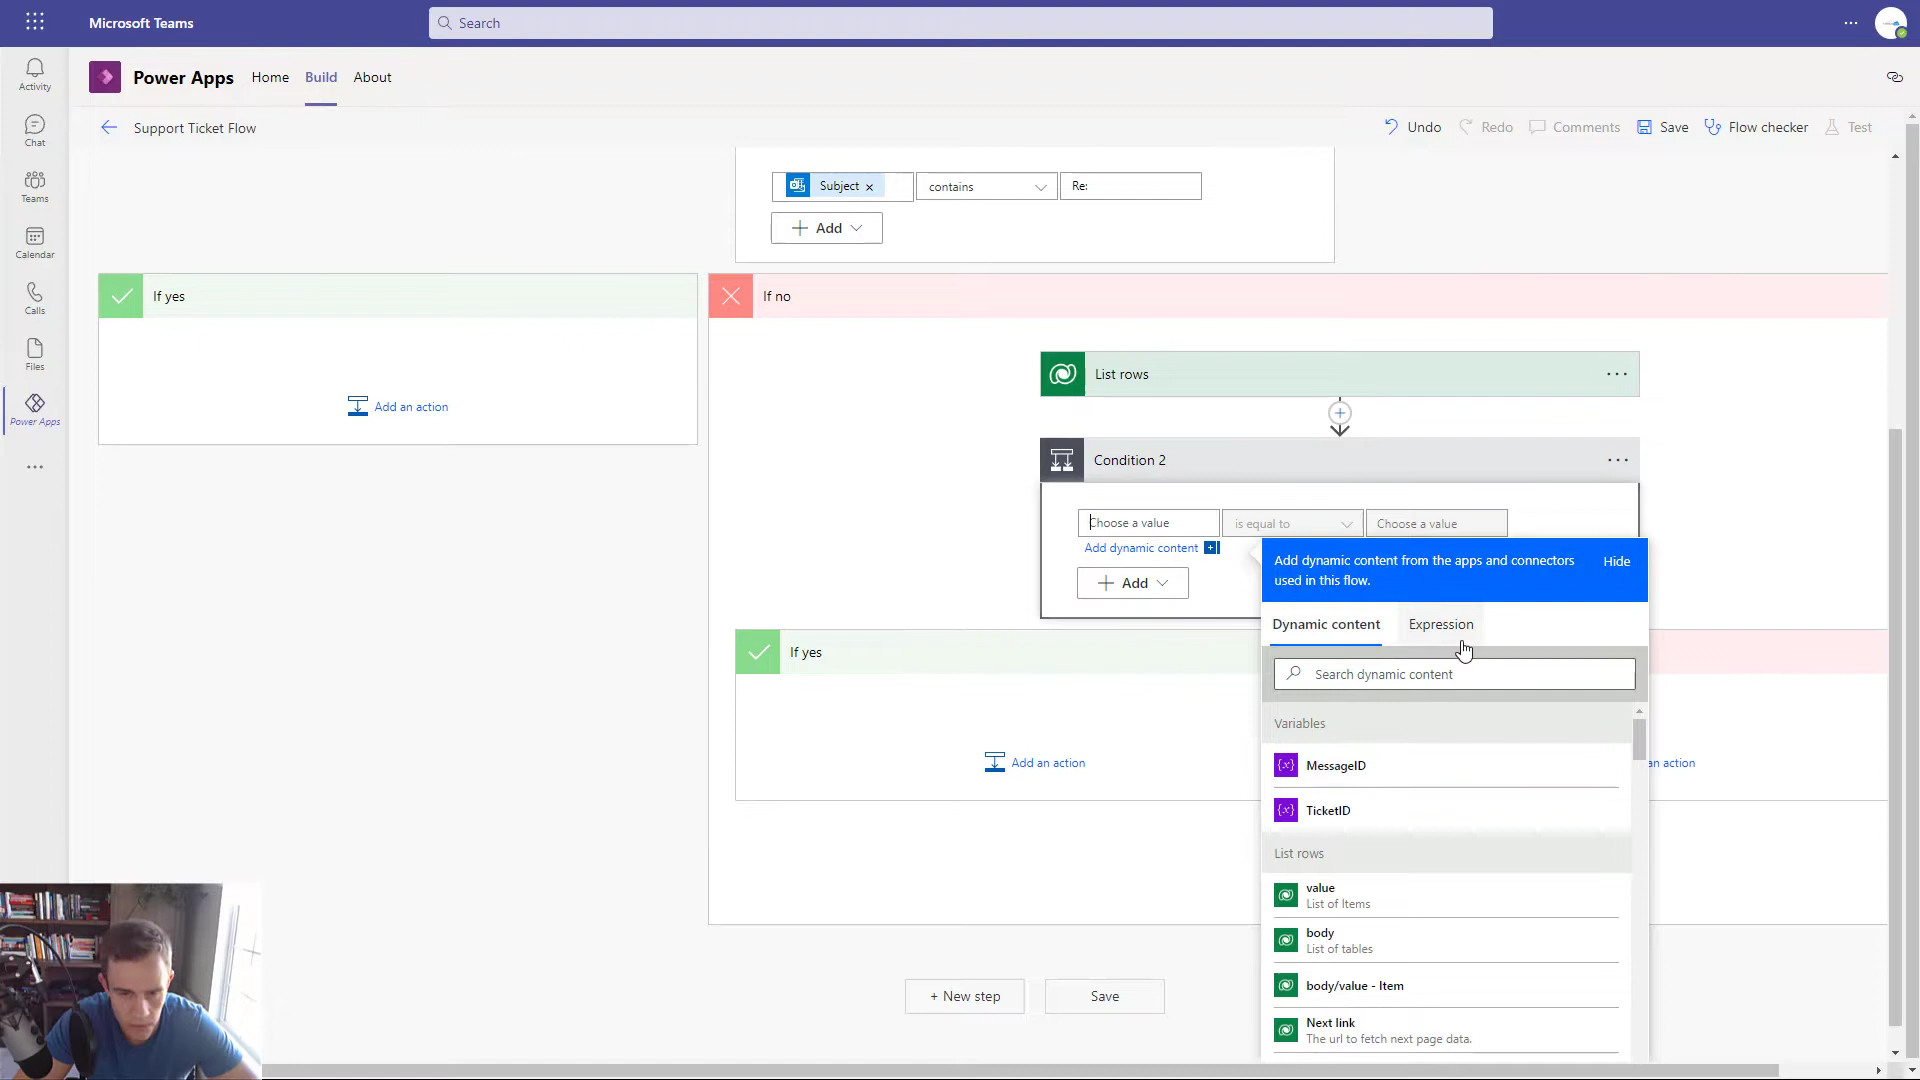 Microsoft Teams
Search
Activity
Chat
Teams
Calendar
Calls
Files
Power Apps
Power Apps
Home
Build
About
Support Ticket Flow
Undo
Redo
Comments
Save
Flow checker
Test
Subject
contains
Re:
Add
If yes
Add an action
If no
List rows
Condition 2
Choose a value
is equal to
Choose a value
Add dynamic content
Add
If yes
Add an action
an action
Add dynamic content from the apps and connectors
used in this flow.
Hide
Dynamic content
Expression
Search dynamic content
Variables
MessageID
TicketID
List rows
value
List of Items
body
List of tables
body/value - Item
Next link
The url to fetch next page data.
+ New step
Save